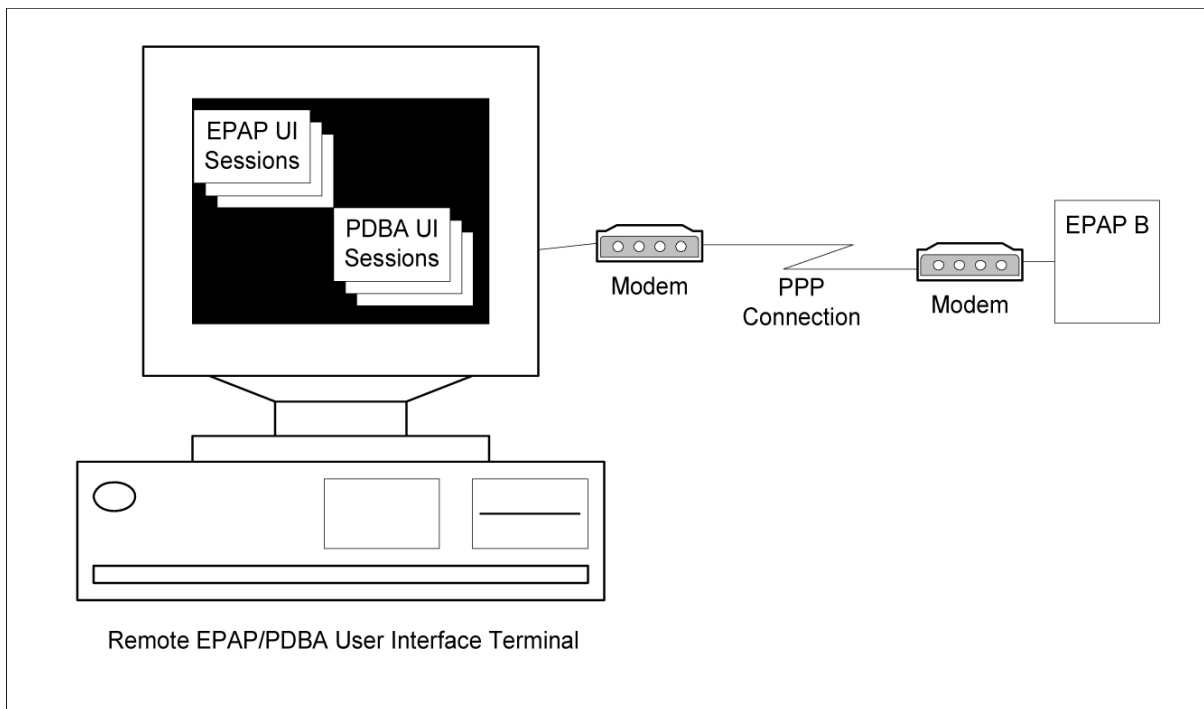 EPAP UI
Sessions
PDBA UI
Sessions
Modem
PPP
Connection
Modem
EPAP B
Remote EPAP/PDBA User Interface Terminal